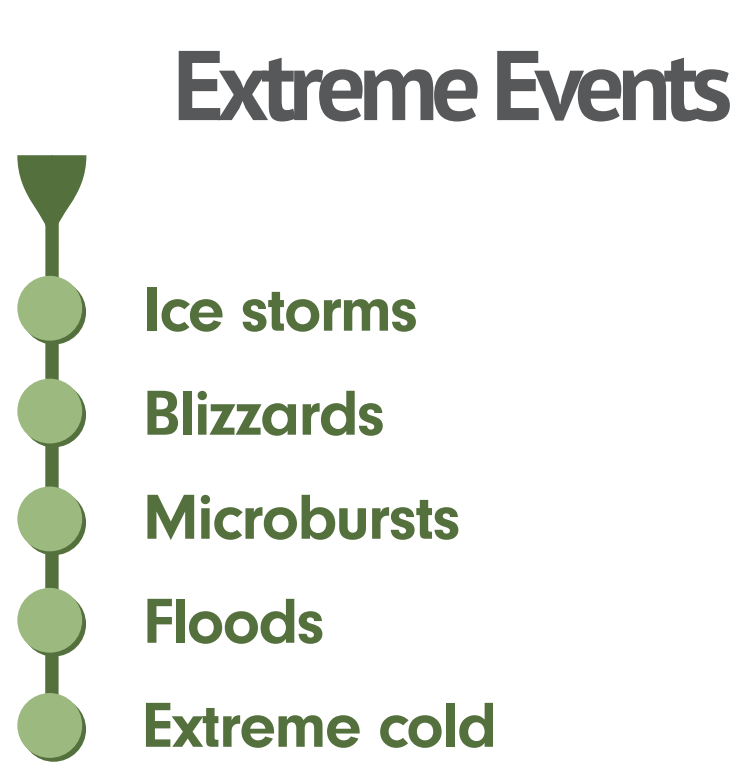 Extreme Events
Ice storms
Blizzards
Microbursts
Floods
Extreme cold